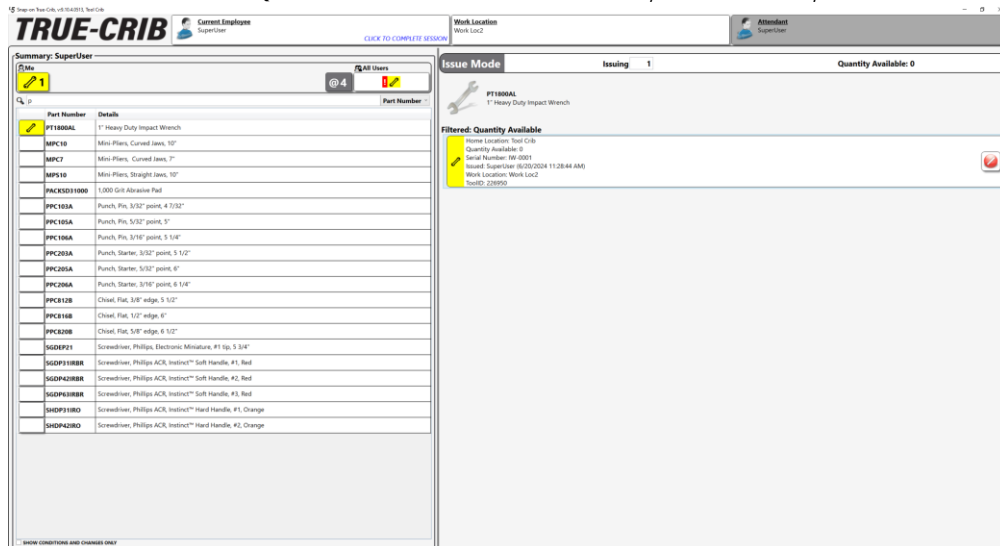 Snap-on True Crib, v9.10.4.0313, Tool Crib
TRUE-CRIB
Current Employee
SuperUser
CLICK TO COMPLETE SESSION
Work Location
Work Loc2
Attendant
SuperUser
Summary: SuperUser
Me
All Users
1
@4
p
Part Number
Part Number Details
PT1800AL 1" Heavy Duty Impact Wrench
MPC10 Mini-Pliers, Curved Jaws, 10"
MPC7 Mini-Pliers, Curved Jaws, 7"
MPS10 Mini-Pliers, Straight Jaws, 10"
PACKSD31000 1,000 Grit Abrasive Pad
PPC103A Punch, Pin, 3/32" point, 4 7/32"
PPC105A Punch, Pin, 5/32" point, 5"
PPC106A Punch, Pin, 3/16" point, 5 1/4"
PPC203A Punch, Starter, 3/32" point, 5 1/2"
PPC205A Punch, Starter, 5/32" point, 6"
PPC206A Punch, Starter, 3/16" point, 6 1/4"
PPC812B Chisel, Flat, 3/8" edge, 5 1/2"
PPC816B Chisel, Flat, 1/2" edge, 6"
PPC820B Chisel, Flat, 5/8" edge, 6 1/2"
SGDEP21 Screwdriver, Phillips, Electronic Miniature, #1 tip, 5 3/4"
SGDP31IRBR Screwdriver, Phillips ACR, Instinct™ Soft Handle, #1, Red
SGDP42IRBR Screwdriver, Phillips ACR, Instinct™ Soft Handle, #2, Red
SGDP63IRBR Screwdriver, Phillips ACR, Instinct™ Soft Handle, #3, Red
SHDP31IRO Screwdriver, Phillips ACR, Instinct™ Hard Handle, #1, Orange
SHDP42IRO Screwdriver, Phillips ACR, Instinct™ Hard Handle, #2, Orange
SHOW CONDITIONS AND CHANGES ONLY
Issue Mode
Issuing 1
Quantity Available: 0
PT1800AL
1" Heavy Duty Impact Wrench
Filtered: Quantity Available
Home Location: Tool Crib
Quantity Available: 0
Serial Number: IW-0001
Issued: SuperUser (6/20/2024 11:28:44 AM)
Work Location: Work Loc2
ToolID: 226950